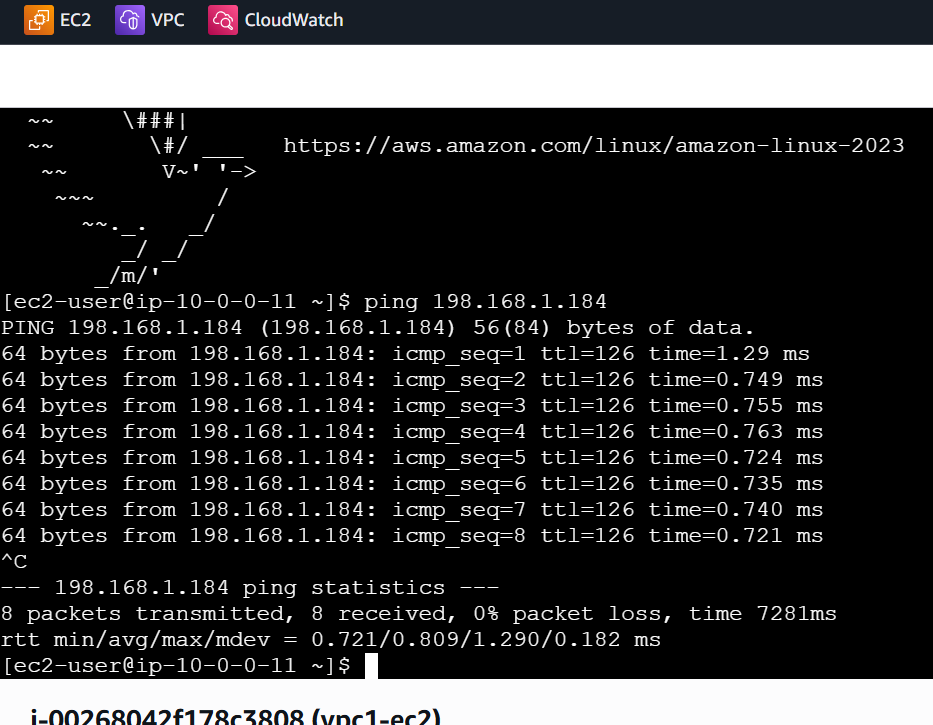 EC2 VPC CloudWatch
~~ \###|
~~ \#/ ___ https://aws.amazon.com/linux/amazon-linux-2023
~~ V~' '->
~~~ /
~~._. _/
_/ _/
_/m/'
[ec2-user@ip-10-0-0-11 ~]$ ping 198.168.1.184
PING 198.168.1.184 (198.168.1.184) 56(84) bytes of data.
64 bytes from 198.168.1.184: icmp_seq=1 ttl=126 time=1.29 ms
64 bytes from 198.168.1.184: icmp_seq=2 ttl=126 time=0.749 ms
64 bytes from 198.168.1.184: icmp_seq=3 ttl=126 time=0.755 ms
64 bytes from 198.168.1.184: icmp_seq=4 ttl=126 time=0.763 ms
64 bytes from 198.168.1.184: icmp_seq=5 ttl=126 time=0.724 ms
64 bytes from 198.168.1.184: icmp_seq=6 ttl=126 time=0.735 ms
64 bytes from 198.168.1.184: icmp_seq=7 ttl=126 time=0.740 ms
64 bytes from 198.168.1.184: icmp_seq=8 ttl=126 time=0.721 ms
^C
--- 198.168.1.184 ping statistics ---
8 packets transmitted, 8 received, 0% packet loss, time 7281ms
rtt min/avg/max/mdev = 0.721/0.809/1.290/0.182 ms
[ec2-user@ip-10-0-0-11 ~]$
i-00268042f178c3808 (vpc1-ec2)